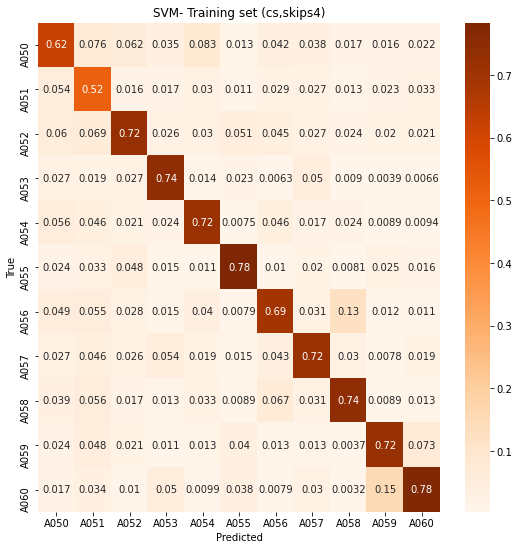 SVM- Training set (cs,skips4)
A050 0.62 0.076 0.062 0.035 0.083 0.013 0.042 0.038 0.017 0.016 0.022
A051 0.054 0.52 0.016 0.017 0.03 0.011 0.029 0.027 0.013 0.023 0.033
A052 0.06 0.069 0.72 0.026 0.03 0.051 0.045 0.027 0.024 0.02 0.021
A053 0.027 0.019 0.027 0.74 0.014 0.023 0.0063 0.05 0.009 0.0039 0.0066
A054 0.056 0.046 0.021 0.024 0.72 0.0075 0.046 0.017 0.024 0.0089 0.0094
A055 0.024 0.033 0.048 0.015 0.011 0.78 0.01 0.02 0.0081 0.025 0.016
A056 0.049 0.055 0.028 0.015 0.04 0.0079 0.69 0.031 0.13 0.012 0.011
A057 0.027 0.046 0.026 0.054 0.019 0.015 0.043 0.72 0.03 0.0078 0.019
A058 0.039 0.056 0.017 0.013 0.033 0.0089 0.067 0.031 0.74 0.0089 0.013
A059 0.024 0.048 0.021 0.011 0.013 0.04 0.013 0.013 0.0037 0.72 0.073
A060 0.017 0.034 0.01 0.05 0.0099 0.038 0.0079 0.03 0.0032 0.15 0.78
A050 A051 A052 A053 A054 A055 A056 A057 A058 A059 A060
Predicted
True
0.7
0.6
0.5
0.4
0.3
0.2
0.1